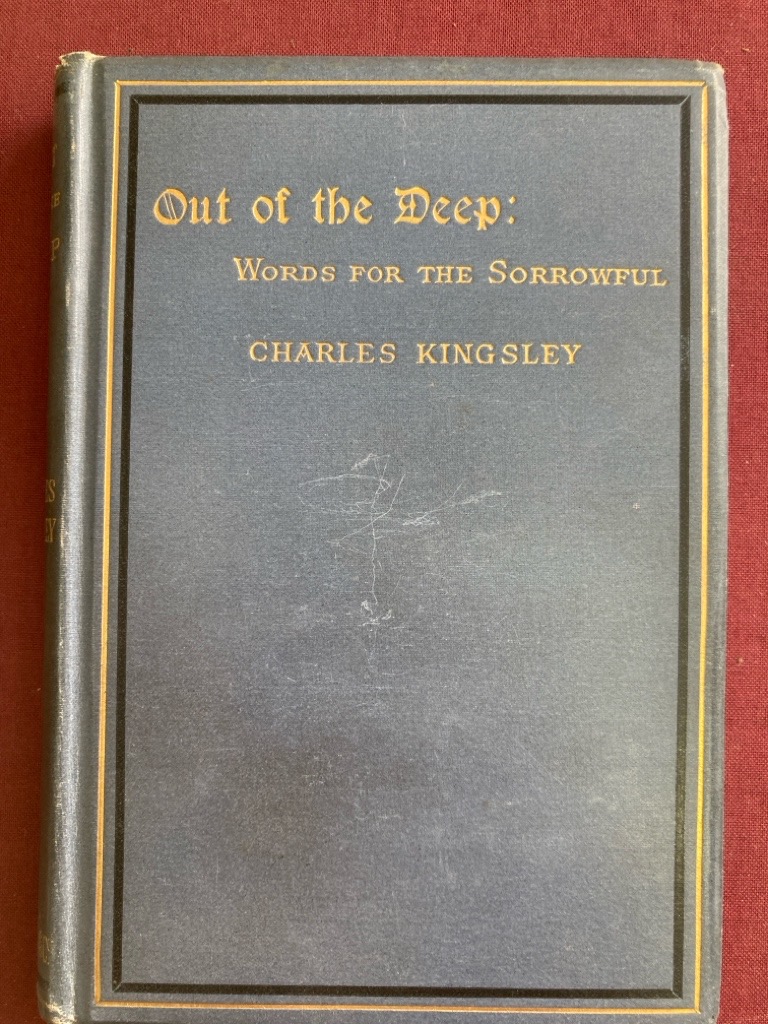 Out of the Deep:
WORDS FOR THE SORROWFUL
CHARLES KINGSLEY